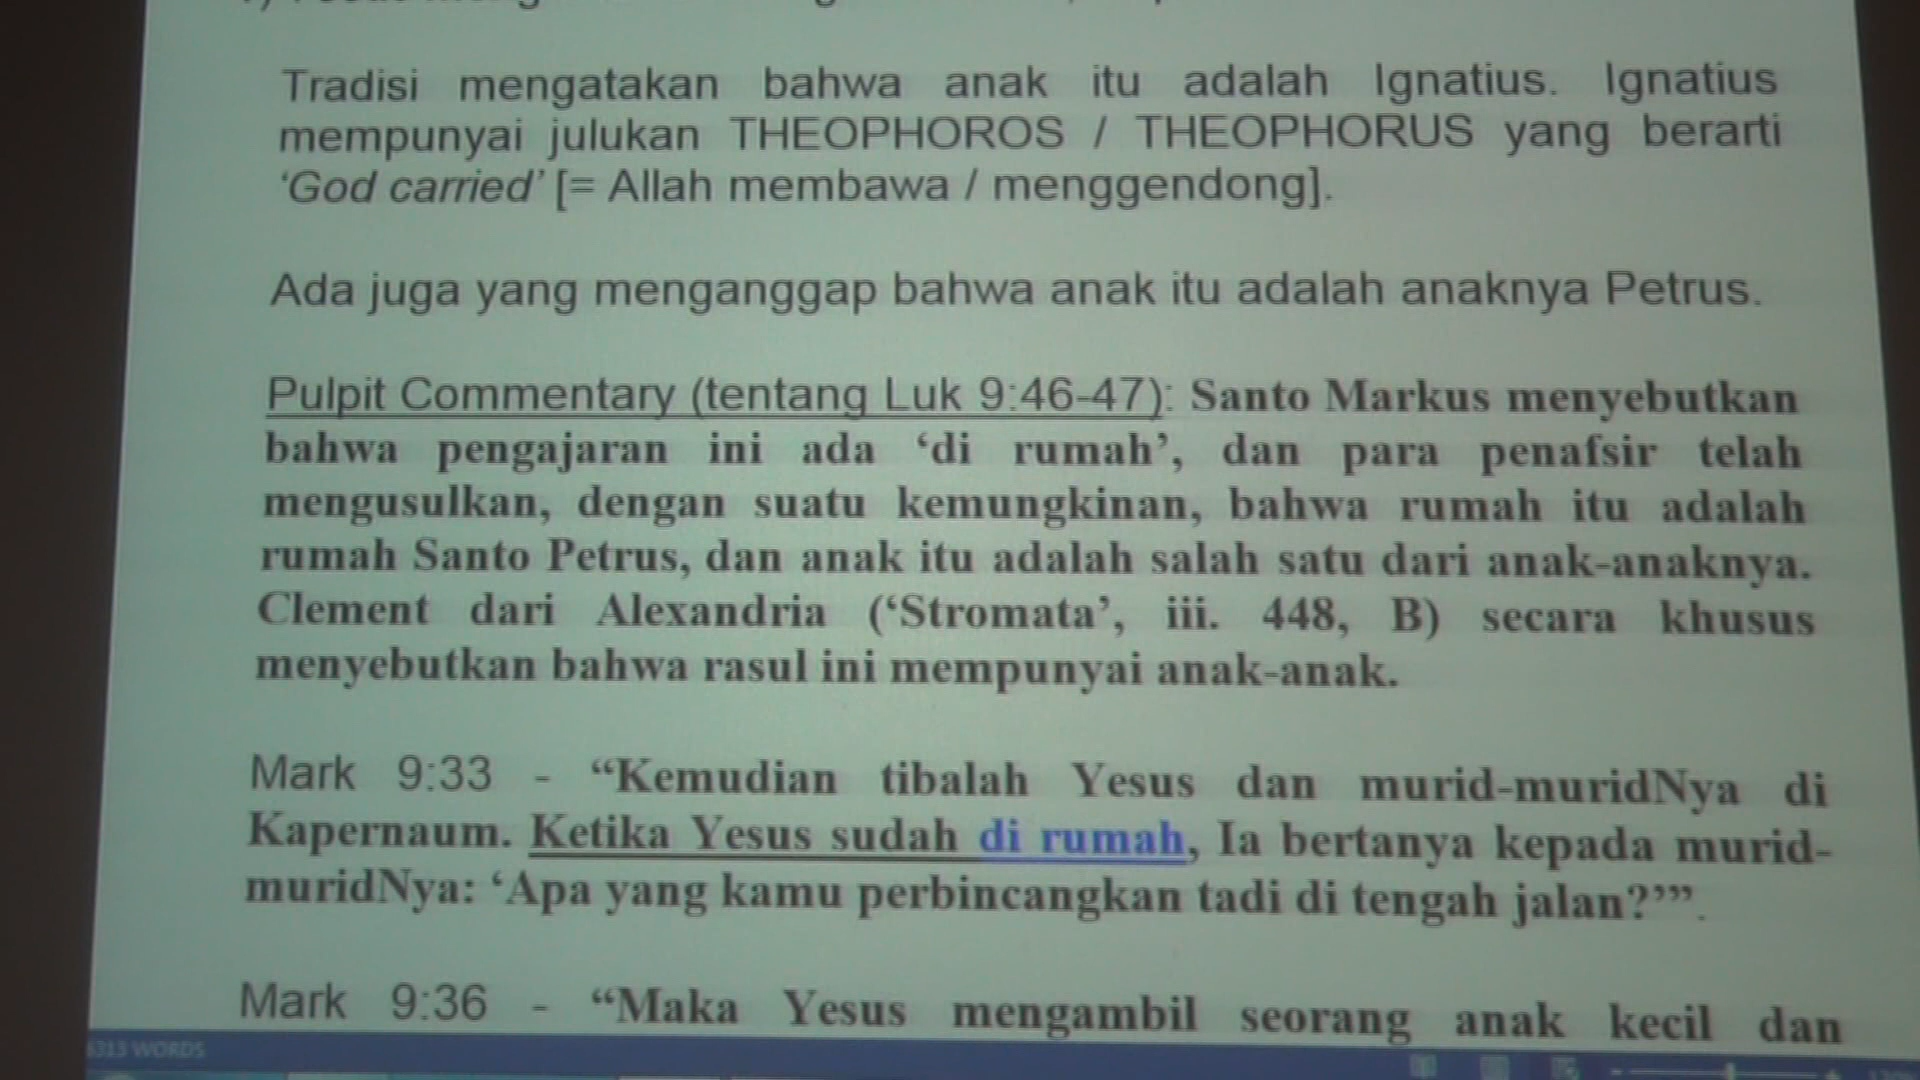 Tradisi mengatakan bahwa anak itu adalah Ignatius. Ignatius
mempunyai julukan THEOPHOROS / THEOPHORUS yang berarti
‘God carried’ [= Allah membawa / menggendong].
Ada juga yang menganggap bahwa anak itu adalah anaknya Petrus.
Pulpit Commentary (tentang Luk 9:46-47): Santo Markus menyebutkan
bahwa pengajaran ini ada ‘di rumah’, dan para penafsir telah
mengusulkan, dengan suatu kemungkinan, bahwa rumah itu adalah
rumah Santo Petrus, dan anak itu adalah salah satu dari anak-anaknya.
Clement dari Alexandria (‘Stromata’, iii. 448, B) secara khusus
menyebutkan bahwa rasul ini mempunyai anak-anak.
Mark 9:33 - “Kemudian tibalah Yesus dan murid-muridNya di
Kapernaum. Ketika Yesus sudah di rumah, Ia bertanya kepada murid-
muridNya: ‘Apa yang kamu perbincangkan tadi di tengah jalan?’”.
Mark 9:36 - “Maka Yesus mengambil seorang anak kecil dan
6313 WORDS